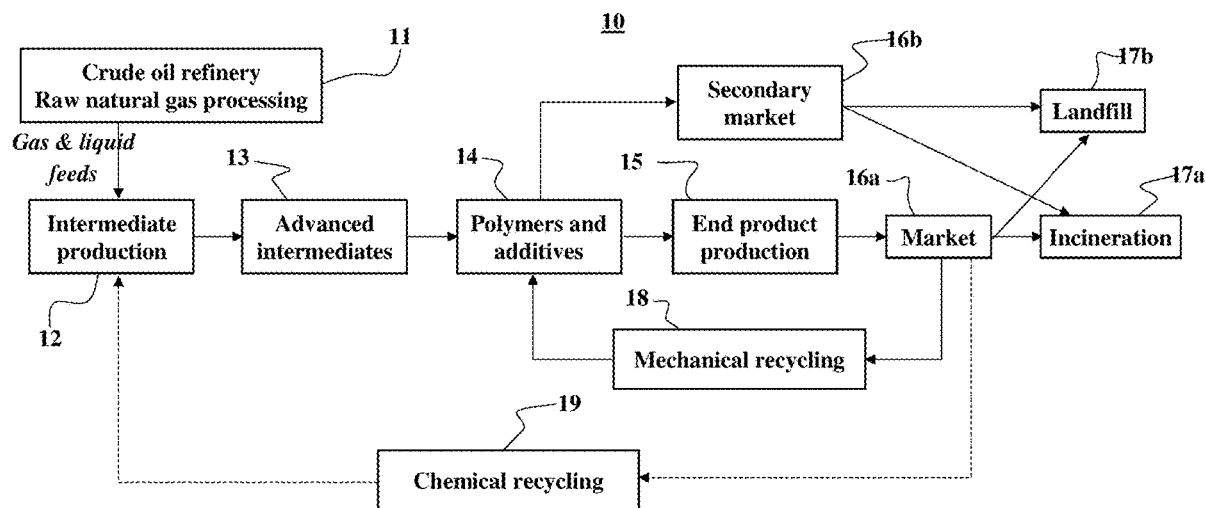 10
11
Crude oil refinery
Raw natural gas processing
Gas & liquid
feeds
16b
Secondary
market
17b
Landfill
13
14
15
16a
17a
Intermediate
production
Advanced
intermediates
Polymers and
additives
End product
production
Market
Incineration
12
18
Mechanical recycling
19
Chemical recycling